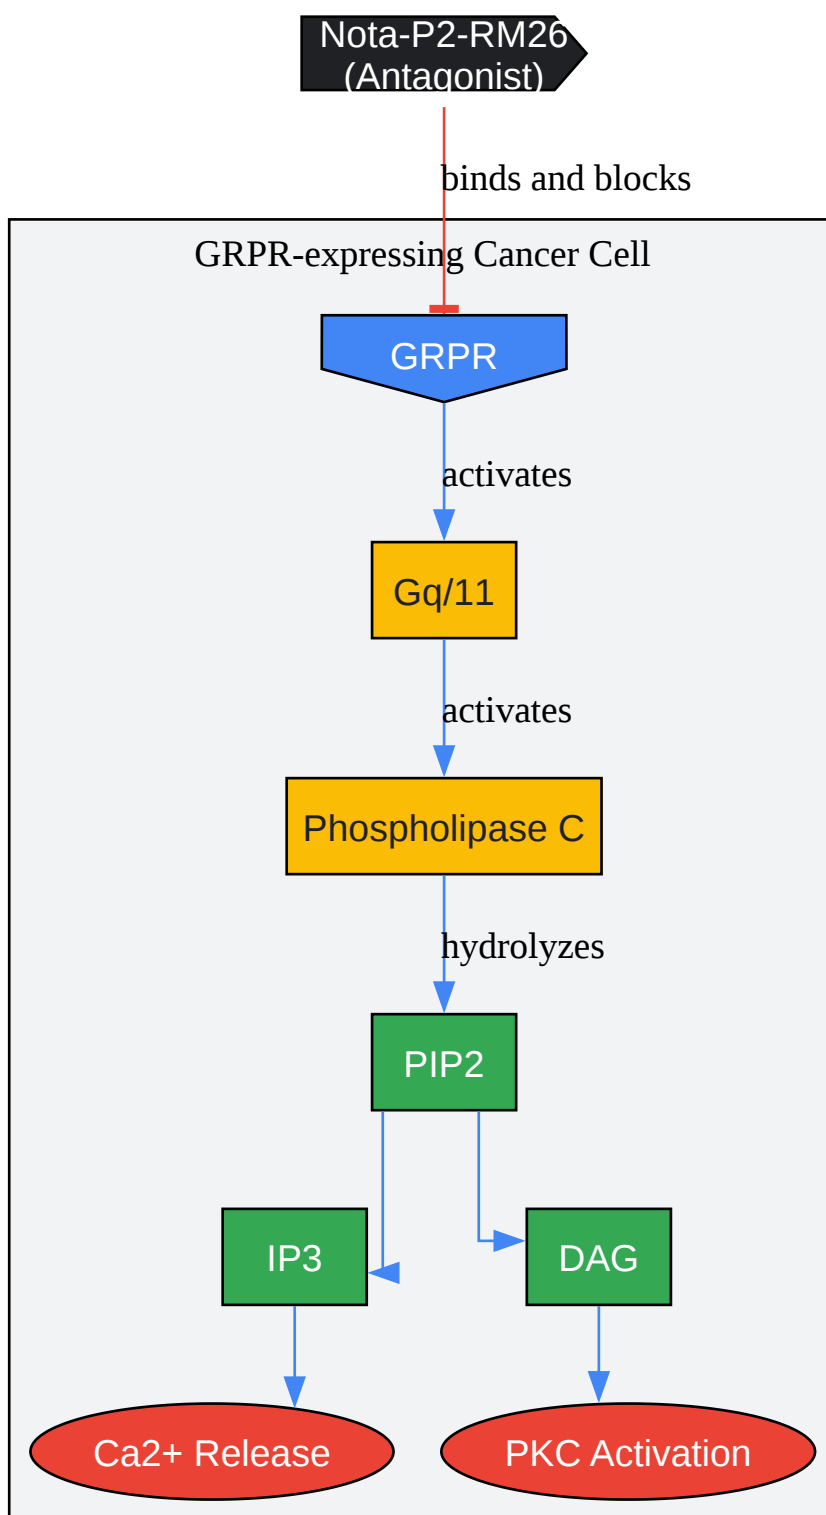 Nota-P2-RM26
(Antagonist)
binds and blocks
GRPR-expressing Cancer Cell
GRPR
activates
Gq/11
activates
Phospholipase C
hydrolyzes
PIP2
IP3
DAG
Ca2+ Release
PKC Activation